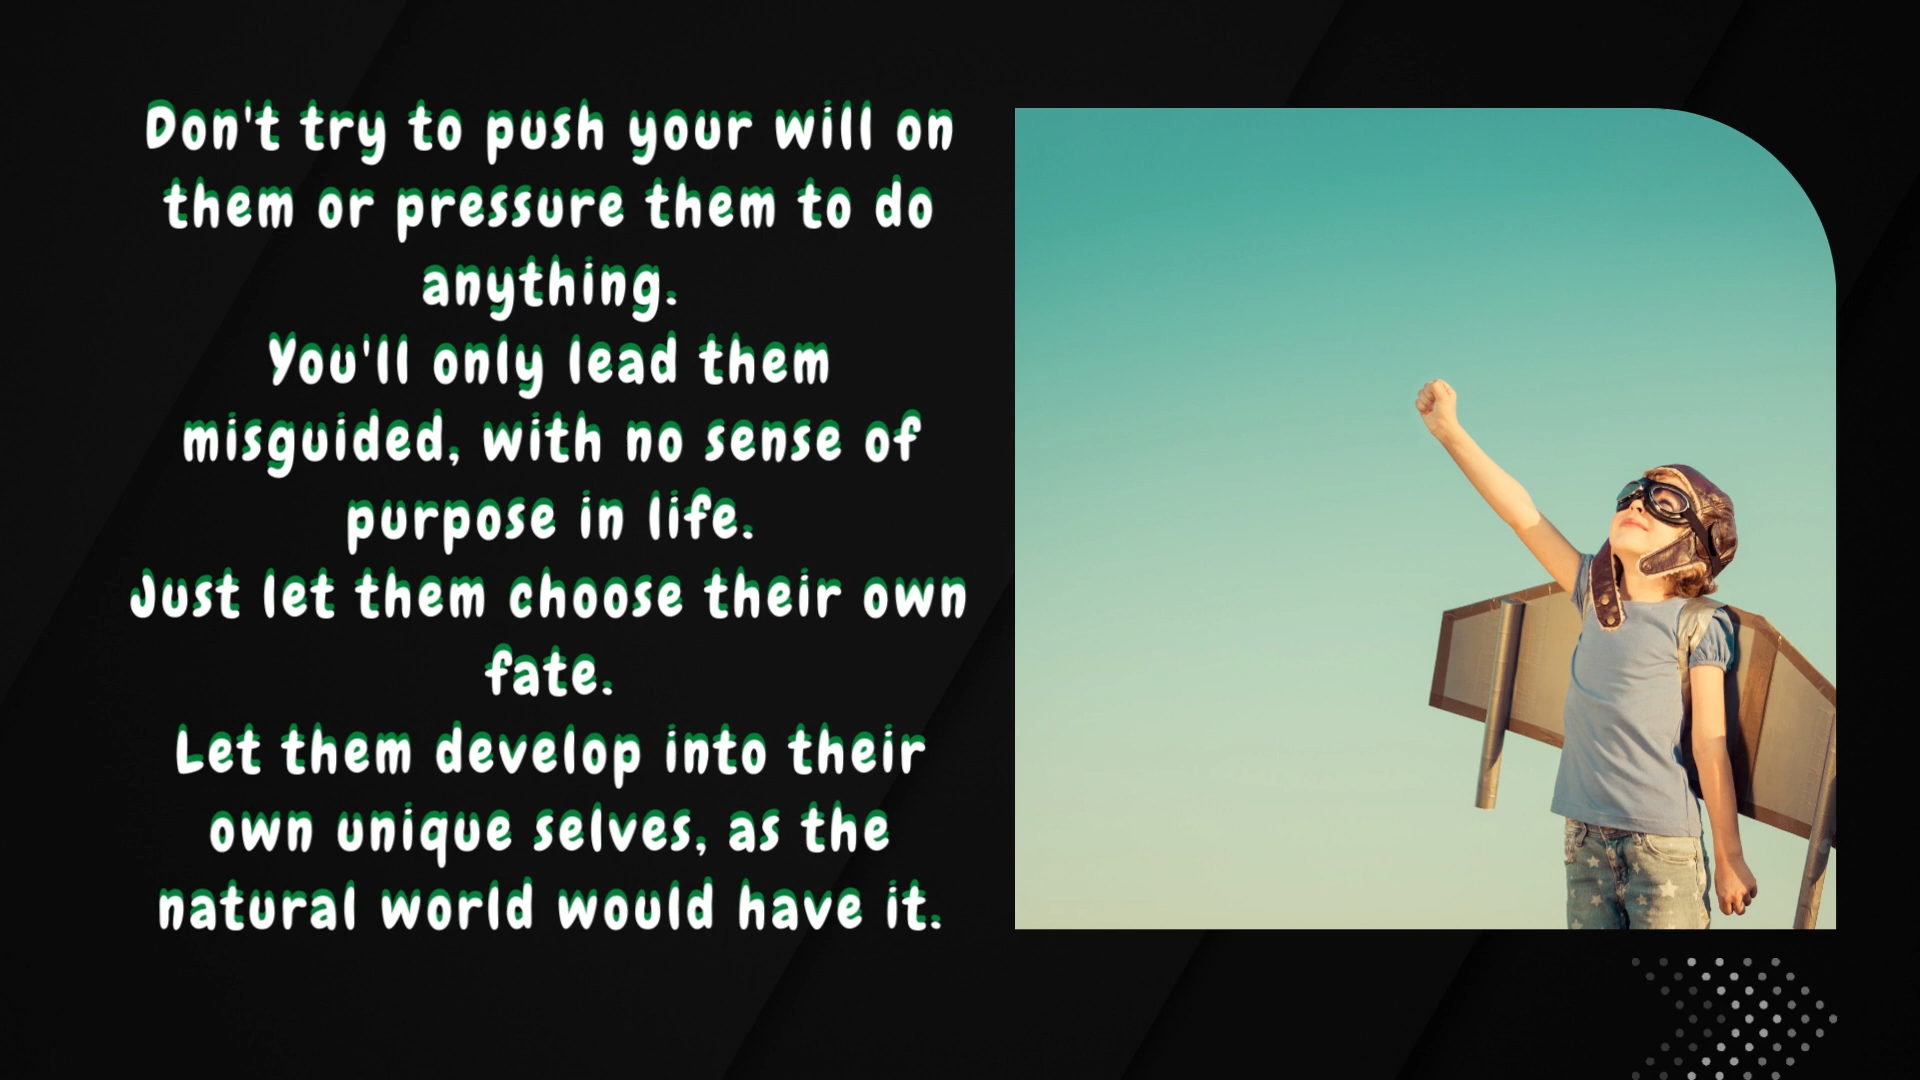 Don't try to push your will on
them or pressure them to do
anything.
You'll only lead them
misguided, with no sense of
purpose in life.
Just let them choose their own
fate.
Let them develop into their
own unique selves, as the
natural world would have it.